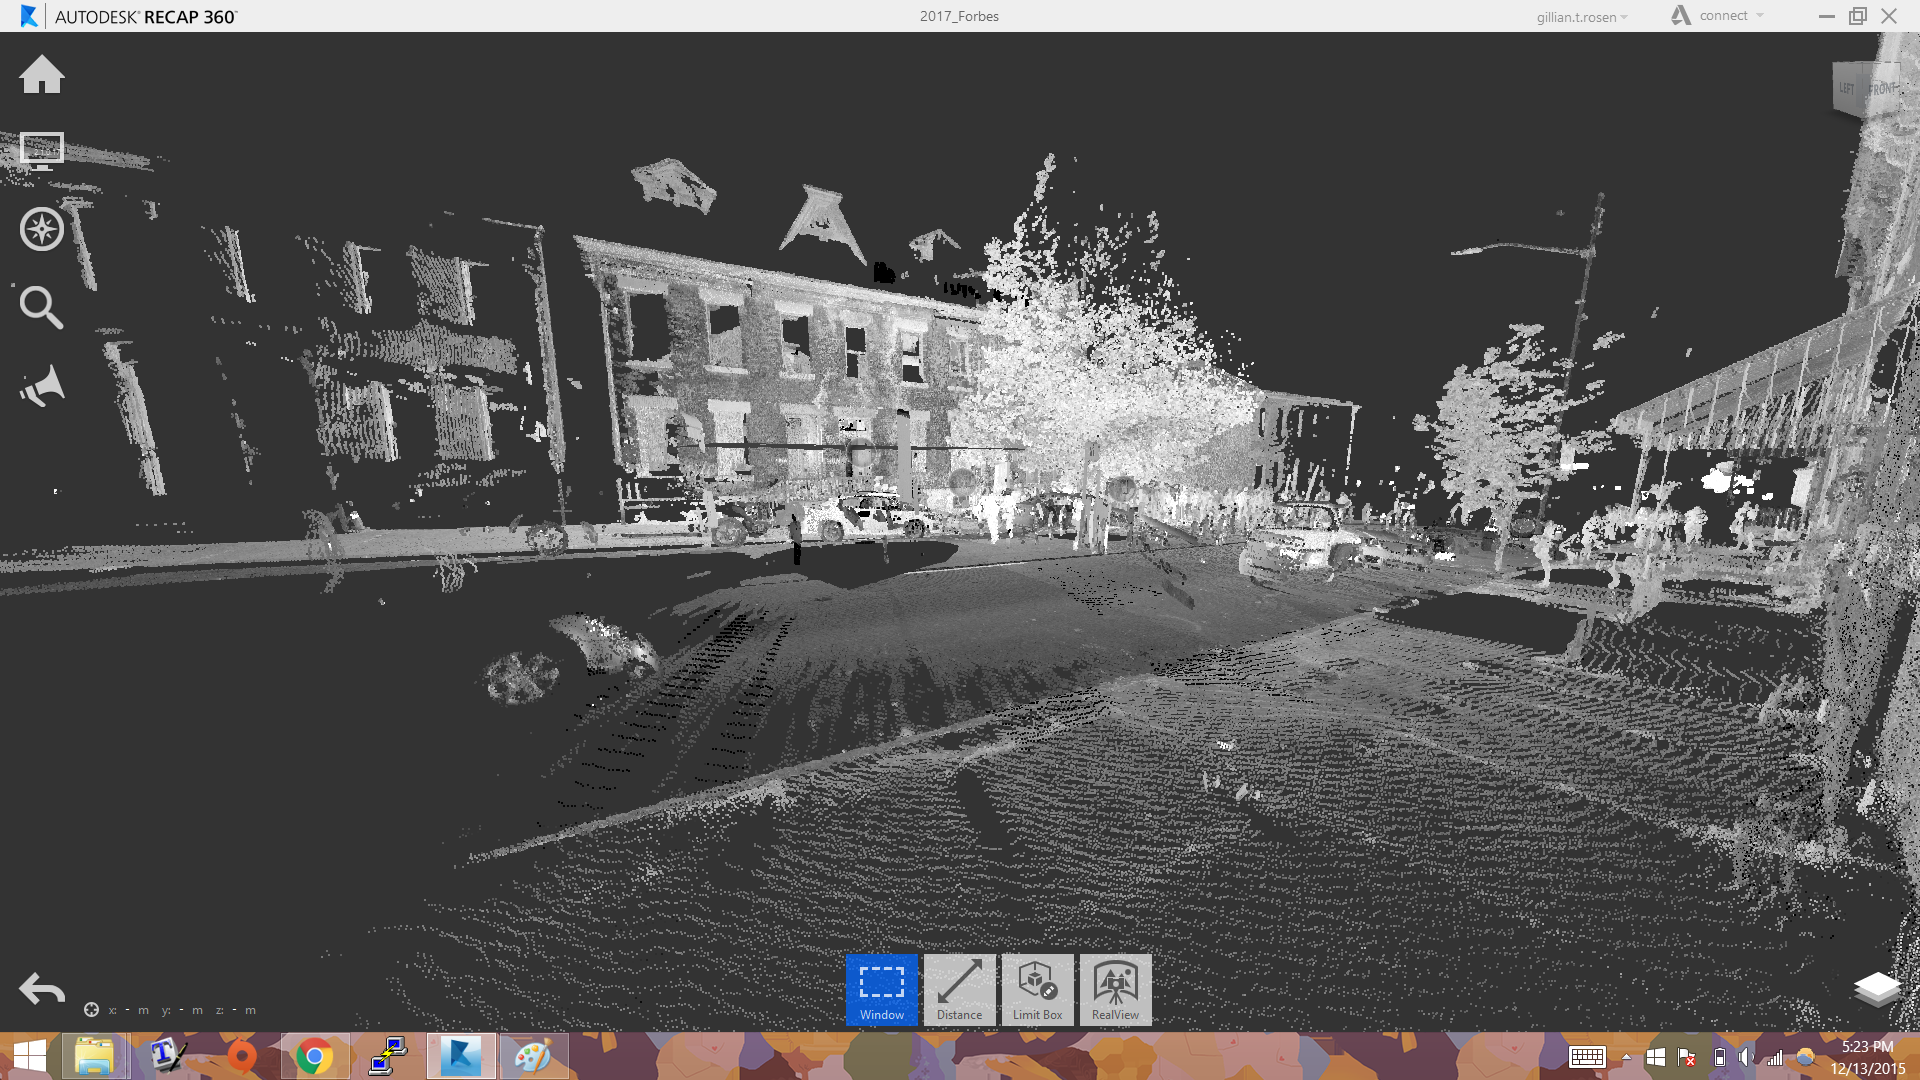 AUTODESK® RECAP 360™
2017_Forbes
gillian.t.rosen
connect
LEFT
FRONT
x: - m y: - m z: - m
Window
Distance
Limit Box
RealView
5:23 PM
12/13/2015